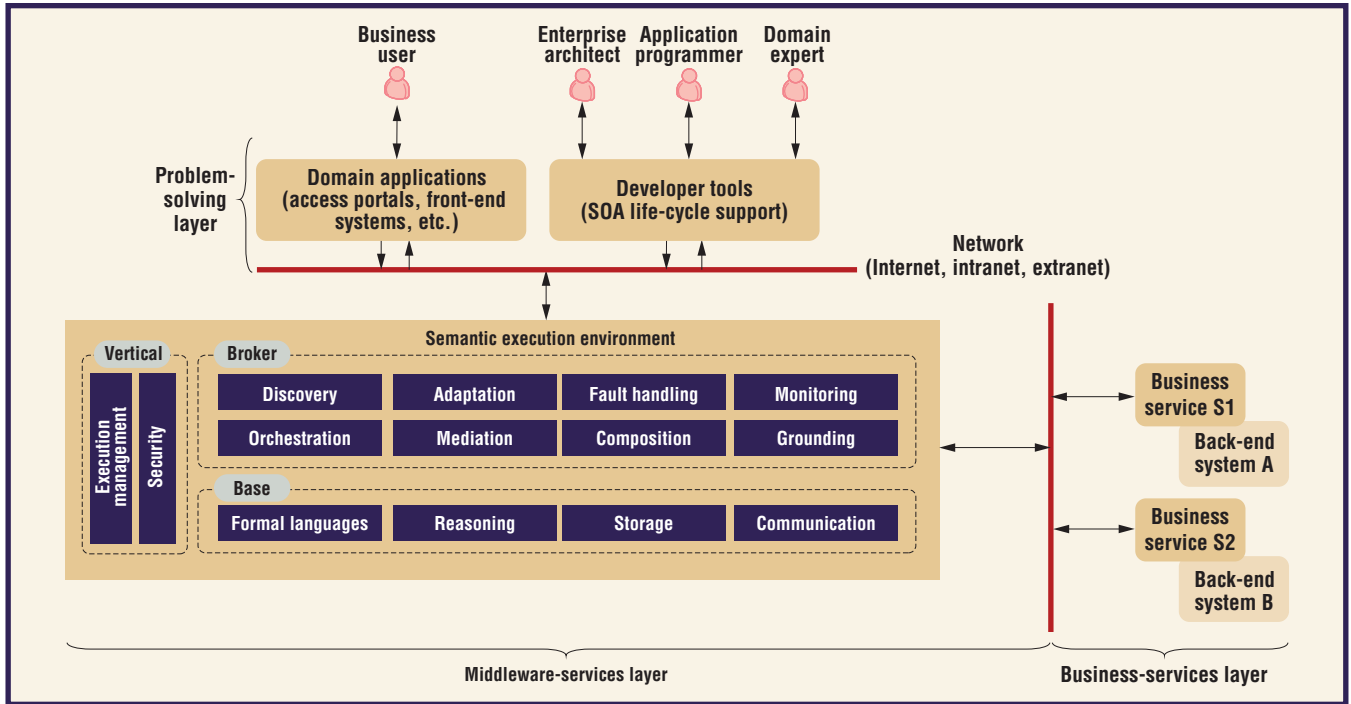 Business
user
Enterprise
architect
Application
programmer
Domain
expert
Problem-
solving
layer
Domain applications
(access portals, front-end
systems, etc.)
Developer tools
(SOA life-cycle support)
Network
(Internet, intranet, extranet)
Semantic execution environment
Vertical
Execution
management
Security
Broker
Discovery
Adaptation
Fault handling
Monitoring
Orchestration
Mediation
Composition
Grounding
Base
Formal languages
Reasoning
Storage
Communication
Business
service S1
Back-end
system A
Business
service S2
Back-end
system B
Middleware-services layer
Business-services layer